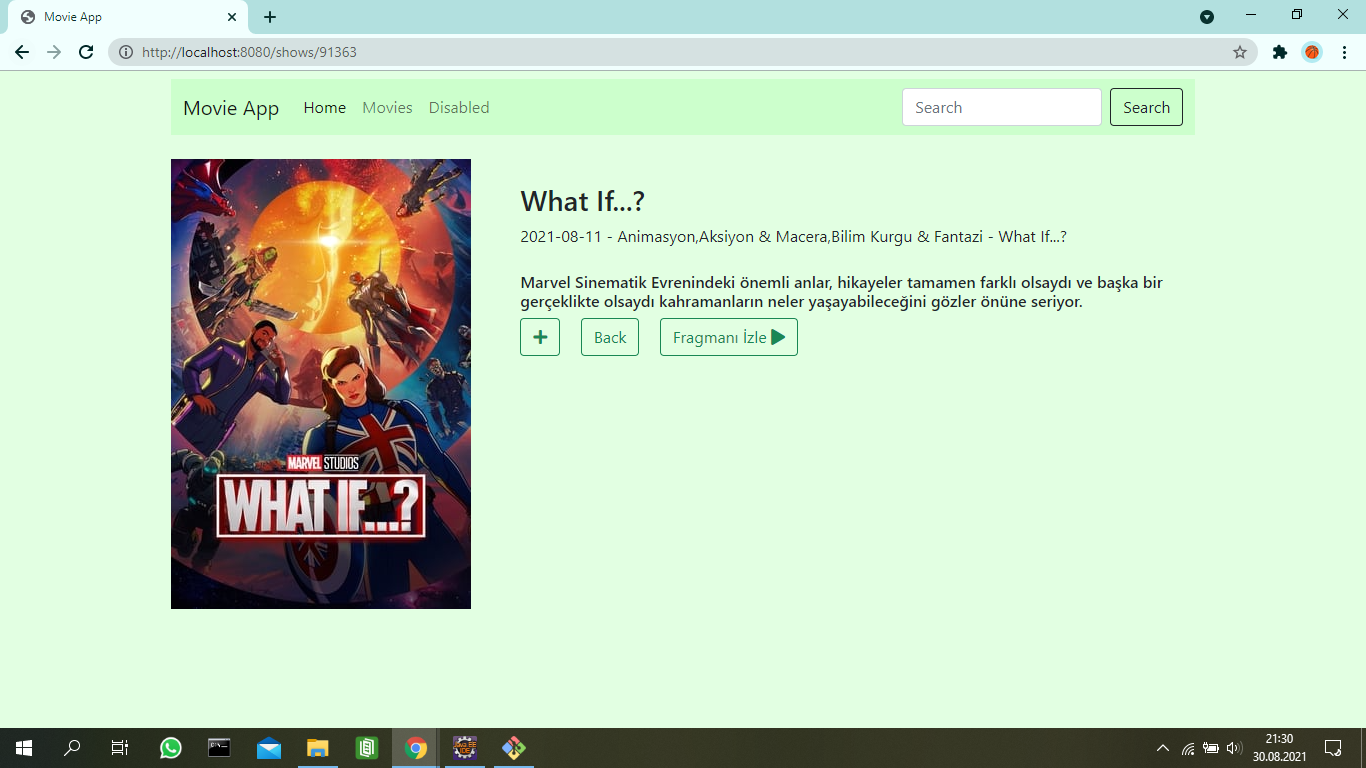 Movie App
http://localhost:8080/shows/91363
Movie App Home Movies Disabled Search Search
What If...?
2021-08-11 - Animasyon,Aksiyon & Macera,Bilim Kurgu & Fantazi - What If...?
Marvel Sinematik Evrenindeki önemli anlar, hikayeler tamamen farklı olsaydı ve başka bir
gerçeklikte olsaydı kahramanların neler yaşayabileceğini gözler önüne seriyor.
Back Fragmanı İzle
MARVEL STUDIOS
WHAT IF...?
21:30
30.08.2021